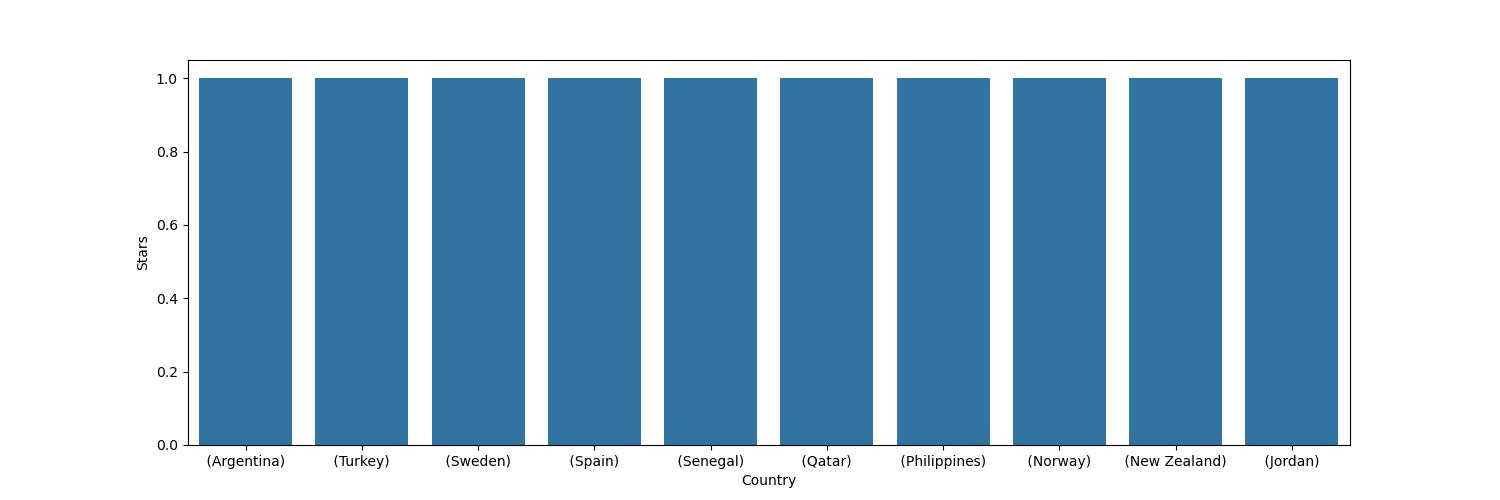 1.0
0.8
0.6
0.4
0.2
0.0
Stars
(Argentina) (Turkey) (Sweden) (Spain) (Senegal) (Qatar) (Philippines) (Norway) (New Zealand) (Jordan)
Country